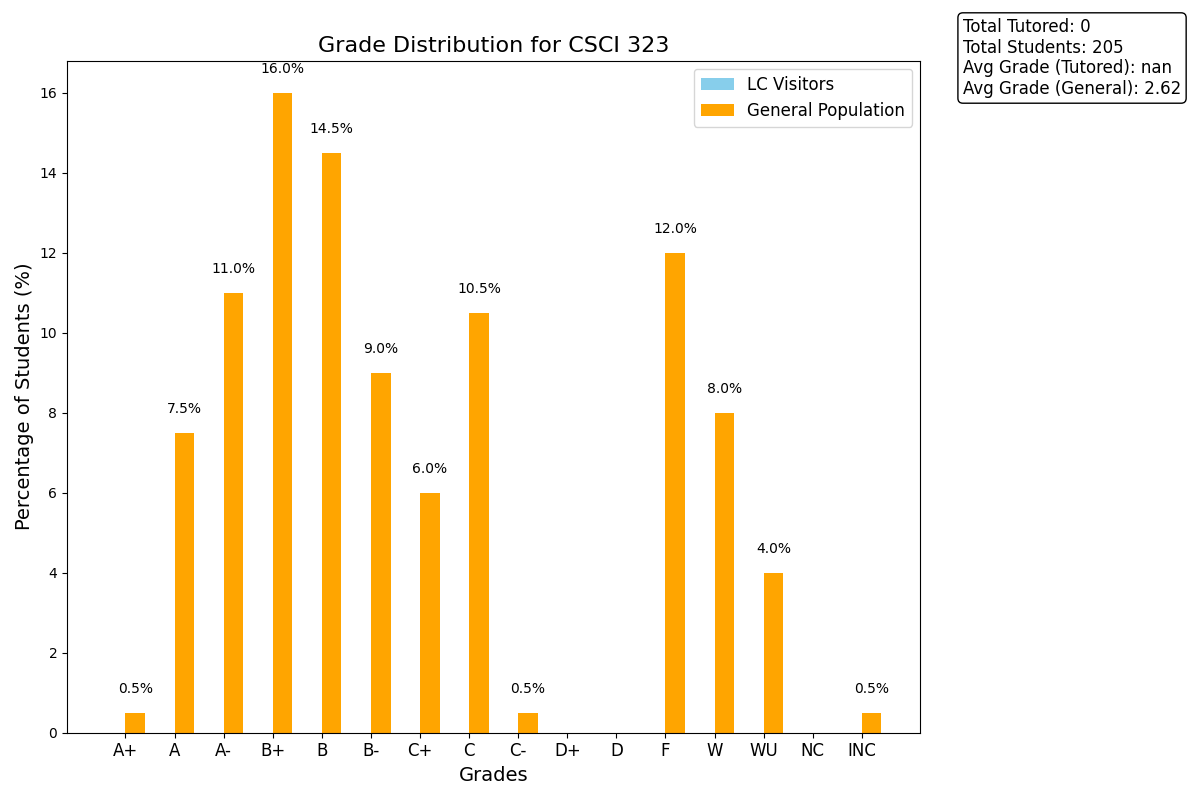 Grade Distribution for CSCI 323
Total Tutored: 0
Total Students: 205
Avg Grade (Tutored): nan
Avg Grade (General): 2.62
LC Visitors
General Population
Percentage of Students (%)
16
14
12
10
8
6
4
2
0
0.5%
7.5%
11.0%
16.0%
14.5%
9.0%
6.0%
10.5%
0.5%
12.0%
8.0%
4.0%
0.5%
A+ A A- B+ B B- C+ C C- D+ D F W WU NC INC
Grades